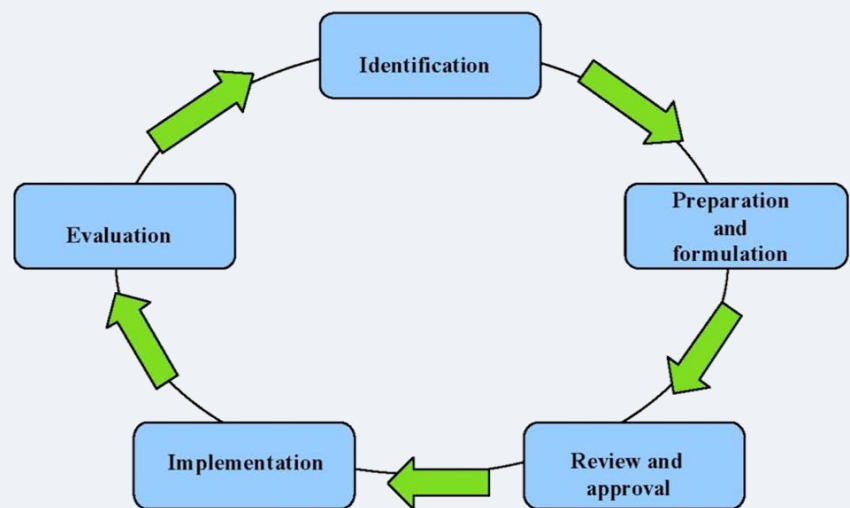 Identification
Preparation
and
formulation
Review and
approval
Implementation
Evaluation